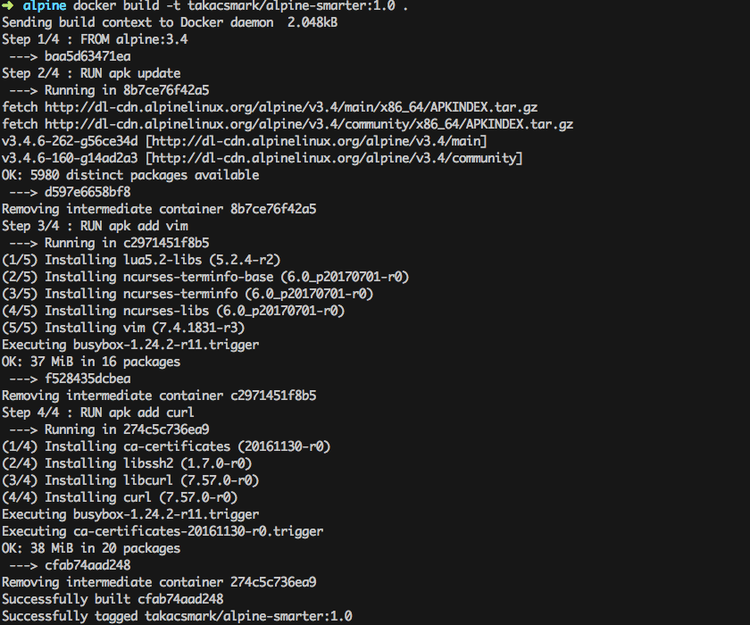 ➜ alpine docker build -t takacsmark/alpine-smarter:1.0 .
Sending build context to Docker daemon 2.048kB
Step 1/4 : FROM alpine:3.4
---> baa5d63471ea
Step 2/4 : RUN apk update
---> Running in 8b7ce76f42a5
fetch http://dl-cdn.alpinelinux.org/alpine/v3.4/main/x86_64/APKINDEX.tar.gz
fetch http://dl-cdn.alpinelinux.org/alpine/v3.4/community/x86_64/APKINDEX.tar.gz
v3.4.6-262-g56ce34d [http://dl-cdn.alpinelinux.org/alpine/v3.4/main]
v3.4.6-160-g14ad2a3 [http://dl-cdn.alpinelinux.org/alpine/v3.4/community]
OK: 5980 distinct packages available
---> d597e6658bf8
Removing intermediate container 8b7ce76f42a5
Step 3/4 : RUN apk add vim
---> Running in c2971451f8b5
(1/5) Installing lua5.2-libs (5.2.4-r2)
(2/5) Installing ncurses-terminfo-base (6.0_p20170701-r0)
(3/5) Installing ncurses-terminfo (6.0_p20170701-r0)
(4/5) Installing ncurses-libs (6.0_p20170701-r0)
(5/5) Installing vim (7.4.1831-r3)
Executing busybox-1.24.2-r11.trigger
OK: 37 MiB in 16 packages
---> f528435dcbea
Removing intermediate container c2971451f8b5
Step 4/4 : RUN apk add curl
---> Running in 274c5c736ea9
(1/4) Installing ca-certificates (20161130-r0)
(2/4) Installing libssh2 (1.7.0-r0)
(3/4) Installing libcurl (7.57.0-r0)
(4/4) Installing curl (7.57.0-r0)
Executing busybox-1.24.2-r11.trigger
Executing ca-certificates-20161130-r0.trigger
OK: 38 MiB in 20 packages
---> cfab74aad248
Removing intermediate container 274c5c736ea9
Successfully built cfab74aad248
Successfully tagged takacsmark/alpine-smarter:1.0